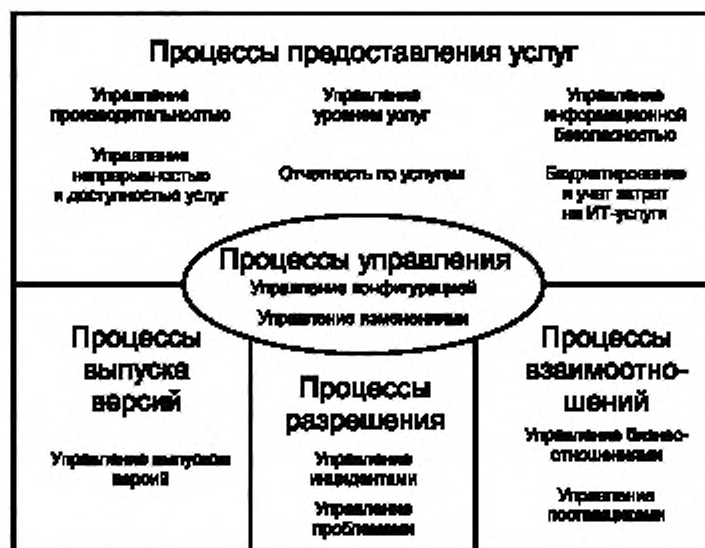 Процессы предоставления услуг
Управление
производительностью
Управление
уровнем услуг
Управление
информационной
безопасностью
Управление
непрерывностью
и доступностью услуг
Отчетность по услугам
Бюджетирование
и учет затрат
на ИТ-услуги
Процессы управления
Управление конфигурацией
Управление изменениями
Процессы
выпуска
версий
Управление выпуском
версий
Процессы
разрешения
Управление
инцидентами
Управление
проблемами
Процессы
взаимоотно-
шений
Управление бизнес-
отношениями
Управление
поставщиками